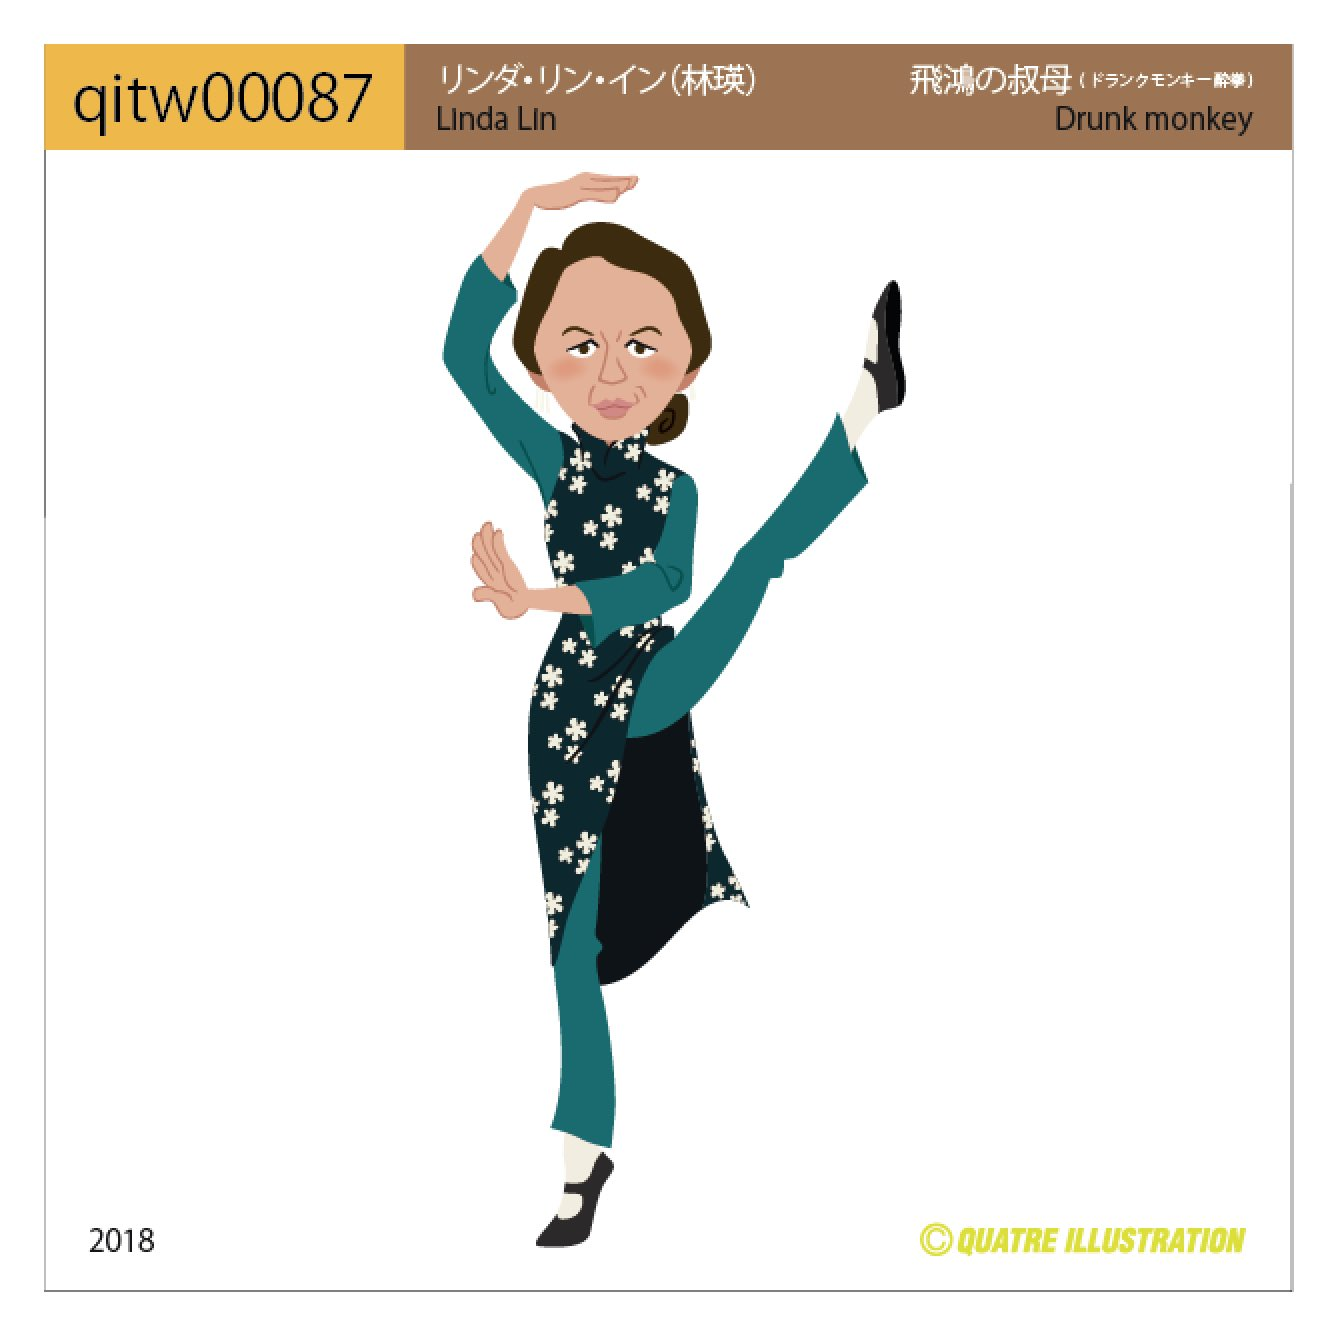 qitw00087
リンダ・リン・イン（林瑛）
Linda Lin
飛鴻の叔母（ドランクモンキー酔拳）
Drunk monkey
2018
© QUATRE ILLUSTRATION